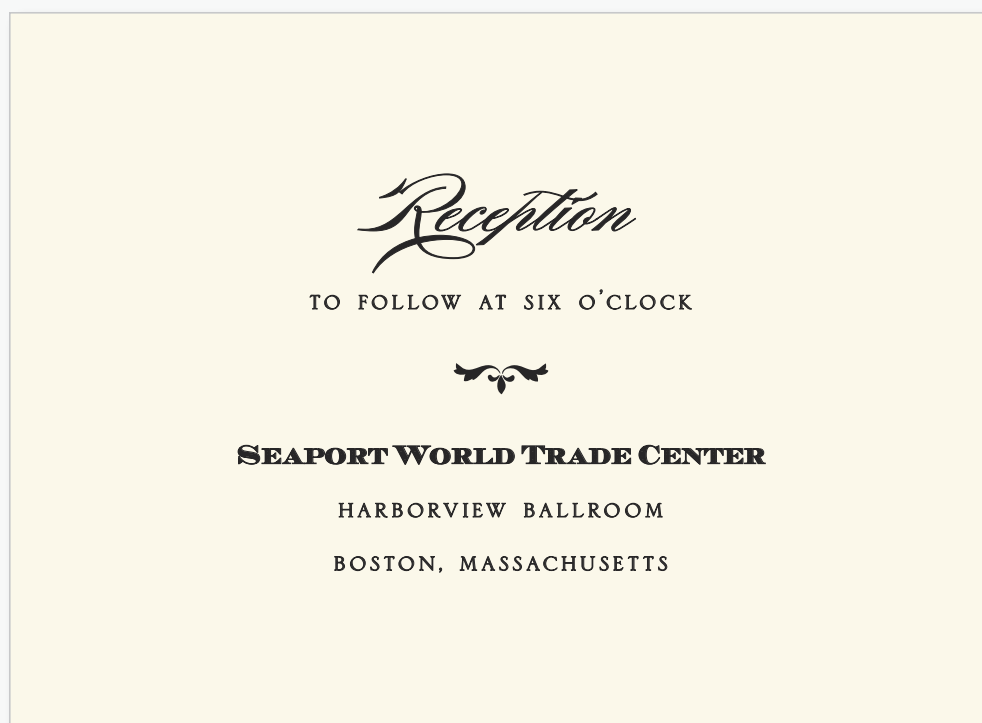 Reception
TO FOLLOW AT SIX O'CLOCK
SEAPORT WORLD TRADE CENTER
HARBORVIEW BALLROOM
BOSTON, MASSACHUSETTS